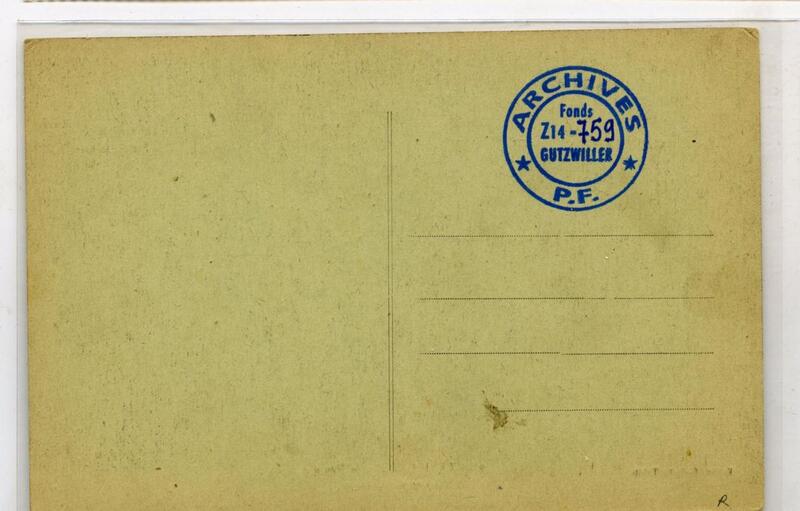 ARCHIVES
Fonds
Z14-759
GUTZWILLER
P.F.
R